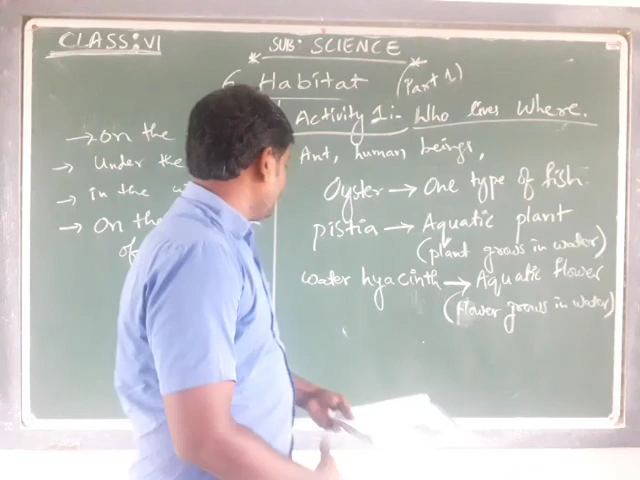 CLASS: VI
SUB: SCIENCE
6. Habitat (Part 1)
→ On the
→ Under the
→ in the
→ On the
of
Activity 1:- Who lives where.
Ant, human beings,
Oyster → One type of fish.
pistia → Aquatic plant
(plant grows in water)
water hyacinth → Aquatic flower
(flower grows in water)